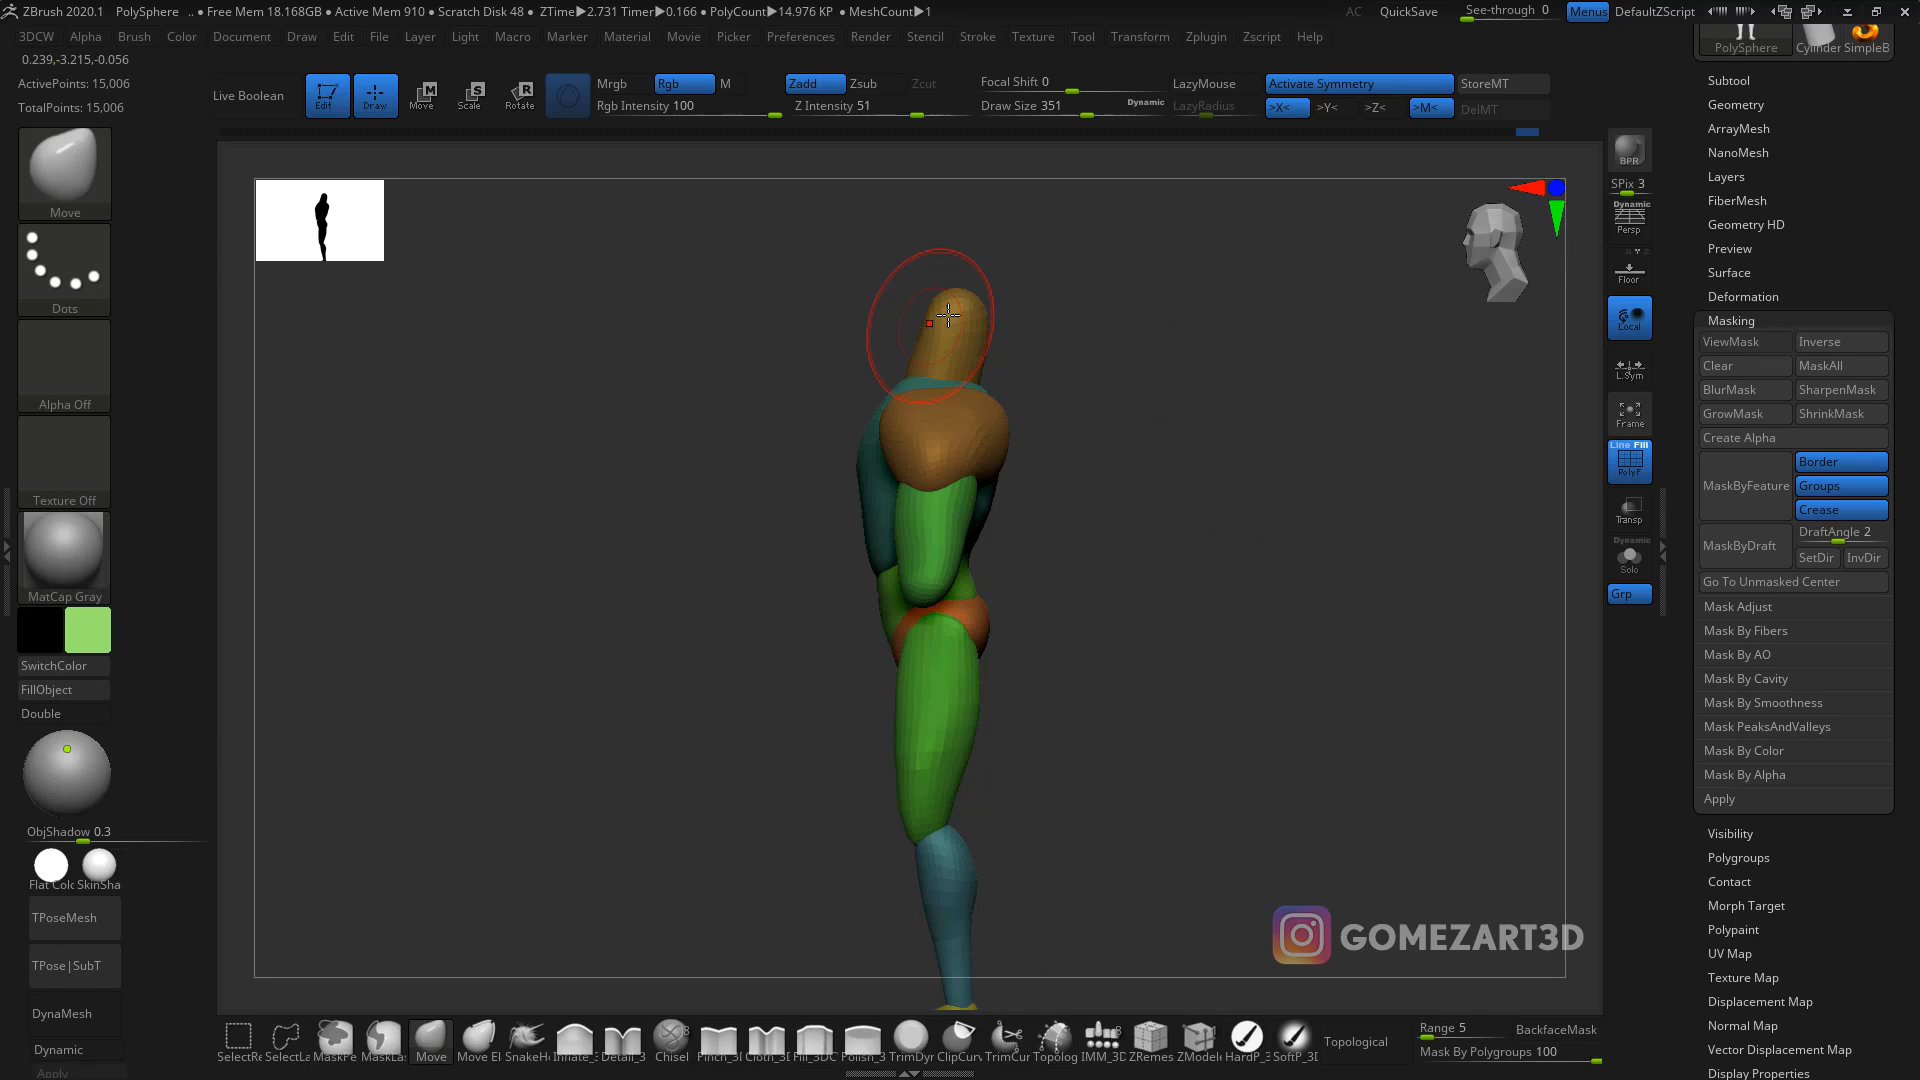 ZBrush 2020.1 PolySphere .. ● Free Mem 18.168GB ● Active Mem 910 ● Scratch Disk 48 ● ZTime▶2.731 Timer▶0.166 ● PolyCount▶14.976 KP ● MeshCount▶1 AC QuickSave See-through 0 Menus DefaultZScript
3DCW Alpha Brush Color Document Draw Edit File Layer Light Macro Marker Material Movie Picker Preferences Render Stencil Stroke Texture Tool Transform Zplugin Zscript Help
0.239,-3.215,-0.056
ActivePoints: 15,006
TotalPoints: 15,006
Live Boolean
Edit Draw Move Scale Rotate
Mrgb Rgb M
Rgb Intensity 100
Zadd Zsub Zcut
Z Intensity 51
Focal Shift 0
Draw Size 351 Dynamic
LazyMouse
LazyRadius
Activate Symmetry
>X< >Y< >Z< >M<
StoreMT
DelMT
Move
Dots
Alpha Off
Texture Off
MatCap Gray
SwitchColor
FillObject
Double
ObjShadow 0.3
Flat Colo SkinSha
TPoseMesh
TPose|SubT
DynaMesh
Dynamic
Apply
BPR
SPix 3
Dynamic
Persp
Floor
Local
L.Sym
Frame
Line Fill
PolyF
Transp
Dynamic
Solo
Grp
PolySphere Cylinder SimpleB
Subtool
Geometry
ArrayMesh
NanoMesh
Layers
FiberMesh
Geometry HD
Preview
Surface
Deformation
Masking
ViewMask Inverse
Clear MaskAll
BlurMask SharpenMask
GrowMask ShrinkMask
Create Alpha
MaskByFeature Border
Groups
Crease
MaskByDraft DraftAngle 2
SetDir InvDir
Go To Unmasked Center
Mask Adjust
Mask By Fibers
Mask By AO
Mask By Cavity
Mask By Smoothness
Mask PeaksAndValleys
Mask By Color
Mask By Alpha
Apply
Visibility
Polygroups
Contact
Morph Target
Polypaint
UV Map
Texture Map
Displacement Map
Normal Map
Vector Displacement Map
Display Properties
GOMEZART3D
SelectRe SelectLa MaskPe MaskLas Move Move El SnakeHo Inflate_3 Detail_3 Chisel Pinch_3D Cloth_3D Fill_3DC Polish_3 TrimDyn ClipCurv TrimCur Topolog IMM_3D ZRemes ZModele HardP_3 SoftP_3D
Topological
Range 5
BackfaceMask
Mask By Polygroups 100